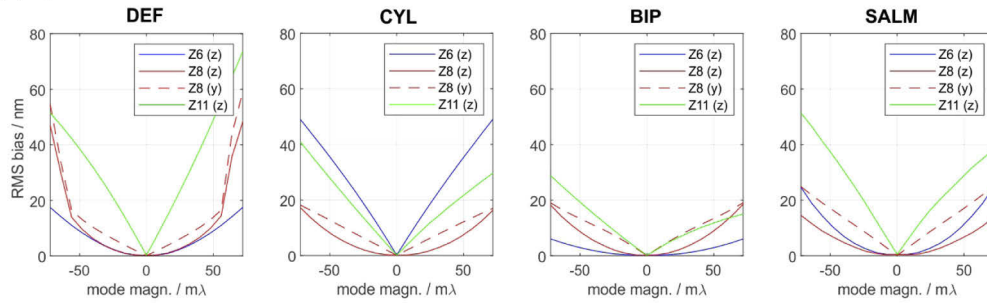 DEF
CYL
BIP
SALM
80
60
40
20
0
RMS bias / nm
Z6 (z)
Z8 (z)
Z8 (y)
Z11 (z)
-50 0 50
mode magn. / mλ
80
60
40
20
0
Z6 (z)
Z8 (z)
Z8 (y)
Z11 (z)
-50 0 50
mode magn. / mλ
80
60
40
20
0
Z6 (z)
Z8 (z)
Z8 (y)
Z11 (z)
-50 0 50
mode magn. / mλ
80
60
40
20
0
Z6 (z)
Z8 (z)
Z8 (y)
Z11 (z)
-50 0 50
mode magn. / mλ